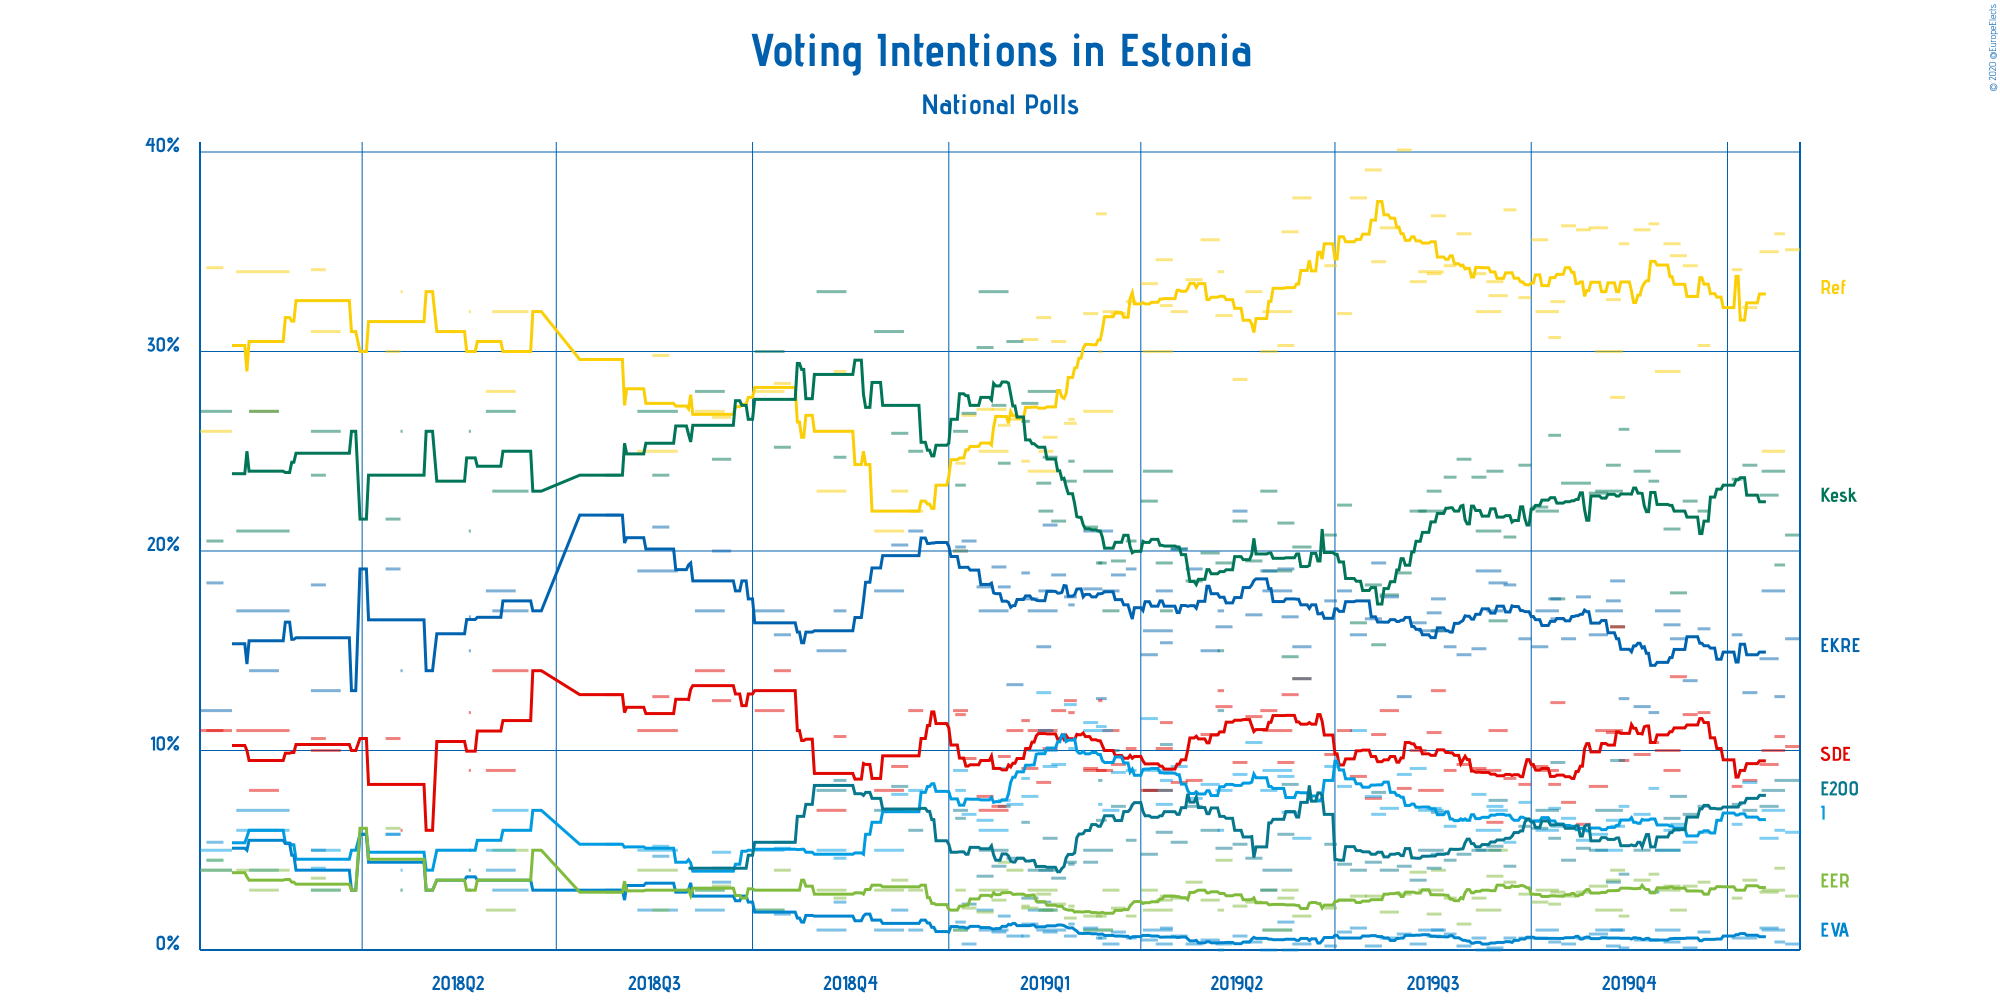 Voting Intentions in Estonia
National Polls
© 2020 @EuropeElects
40%
30%
20%
10%
0%
Ref
Kesk
EKRE
SDE
E200
I
EER
EVA
2018Q2
2018Q3
2018Q4
2019Q1
2019Q2
2019Q3
2019Q4